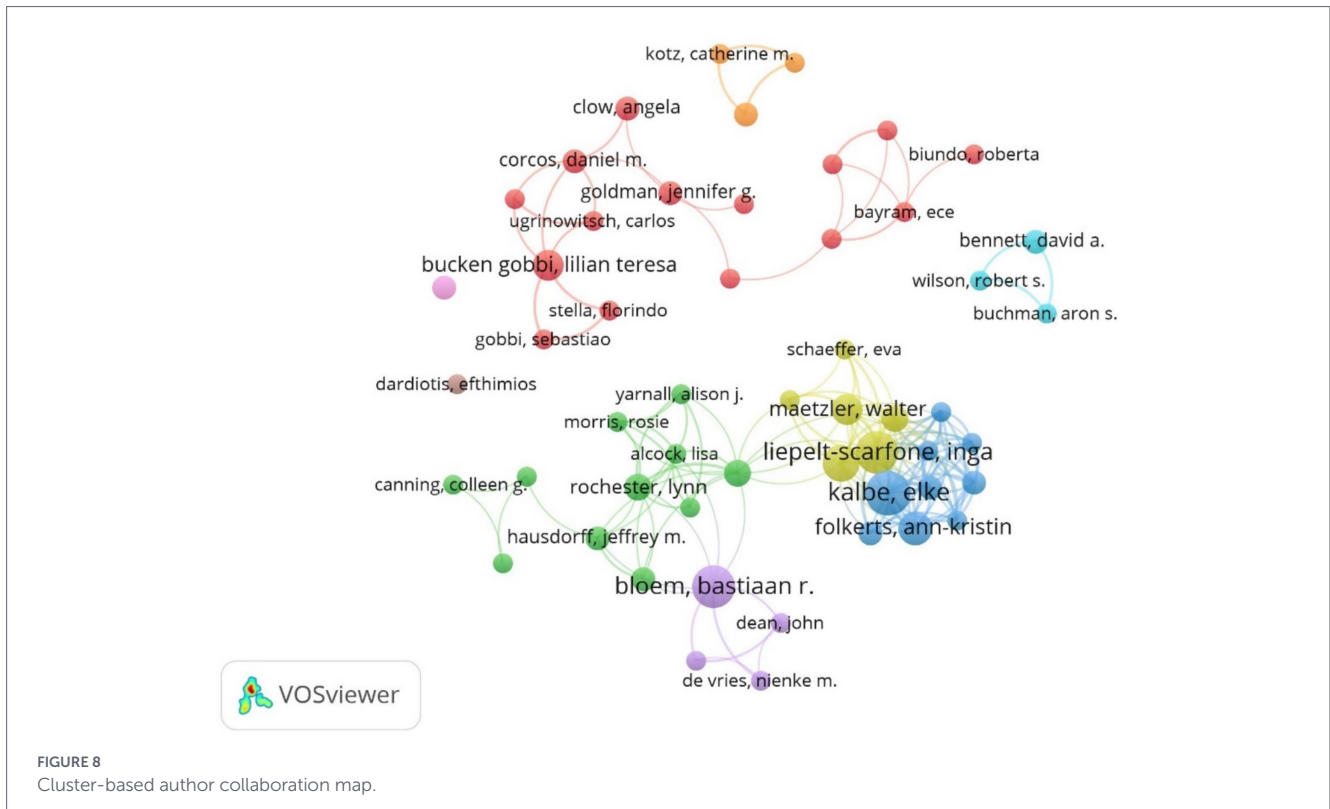 kotz, catherine m.
clow, angela
corcos, daniel m.
biundo, roberta
goldman, jennifer g.
ugrinowitsch, carlos
bayram, ece
bennett, david a.
bucken gobbi, lilian teresa
wilson, robert s.
stella, florindo
buchman, aron s.
gobbi, sebastiao
schaeffer, eva
dardiotis, efthimios
yarnall, alison j.
maetzler, walter
morris, rosie
alcock, lisa
liepelt-scarfone, inga
canning, colleen g.
rochester, lynn
kalbe, elke
folkerts, ann-kristin
hausdorff, jeffrey m.
bloem, bastiaan r.
dean, john
de vries, nienke m.
VOSviewer
FIGURE 8
Cluster-based author collaboration map.